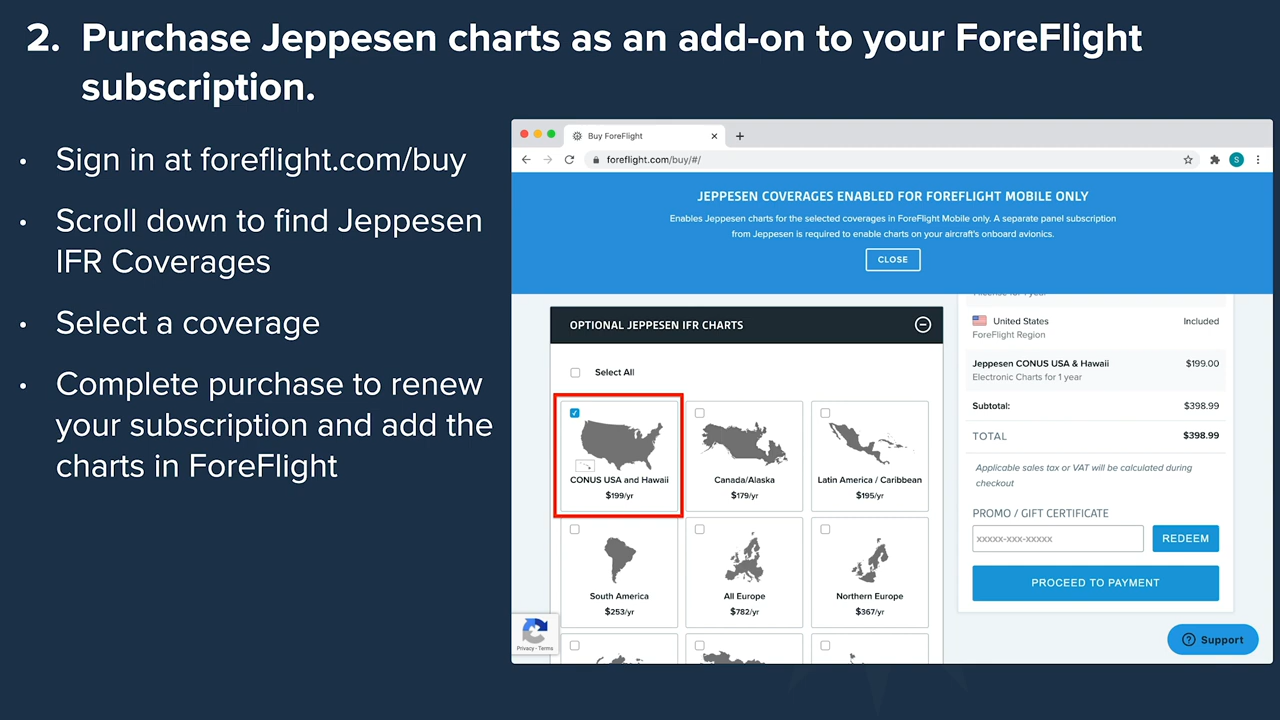 2. Purchase Jeppesen charts as an add-on to your ForeFlight
subscription.
• Sign in at foreflight.com/buy
• Scroll down to find Jeppesen
IFR Coverages
• Select a coverage
• Complete purchase to renew
your subscription and add the
charts in ForeFlight
Buy ForeFlight
foreflight.com/buy/#/
S
JEPPESEN COVERAGES ENABLED FOR FOREFLIGHT MOBILE ONLY
Enables Jeppesen charts for the selected coverages in ForeFlight Mobile only. A separate panel subscription
from Jeppesen is required to enable charts on your aircraft's onboard avionics.
CLOSE
OPTIONAL JEPPESEN IFR CHARTS
Select All
CONUS USA and Hawaii
$199/yr
Canada/Alaska
$179/yr
Latin America / Caribbean
$195/yr
South America
$253/yr
All Europe
$782/yr
Northern Europe
$367/yr
United States Included
ForeFlight Region
Jeppesen CONUS USA & Hawaii $199.00
Electronic Charts for 1 year
Subtotal: $398.99
TOTAL $398.99
Applicable sales tax or VAT will be calculated during
checkout
PROMO / GIFT CERTIFICATE
xxxxx-xxx-xxxxx
REDEEM
PROCEED TO PAYMENT
Privacy - Terms
Support